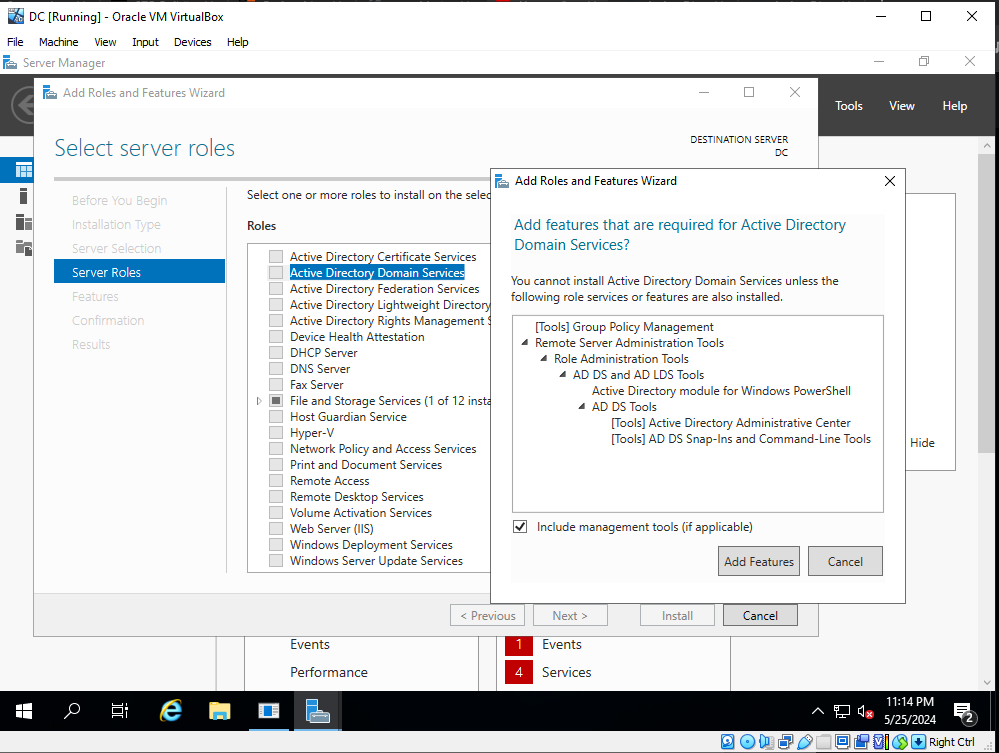 DC [Running] - Oracle VM VirtualBox
File Machine View Input Devices Help
Server Manager
Tools View Help
Add Roles and Features Wizard
Select server roles
DESTINATION SERVER
DC
Before You Begin
Installation Type
Server Selection
Server Roles
Features
Confirmation
Results
Select one or more roles to install on the selec
Roles
Active Directory Certificate Services
Active Directory Domain Services
Active Directory Federation Services
Active Directory Lightweight Directory
Active Directory Rights Management S
Device Health Attestation
DHCP Server
DNS Server
Fax Server
File and Storage Services (1 of 12 insta
Host Guardian Service
Hyper-V
Network Policy and Access Services
Print and Document Services
Remote Access
Remote Desktop Services
Volume Activation Services
Web Server (IIS)
Windows Deployment Services
Windows Server Update Services
< Previous Next > Install Cancel
Add Roles and Features Wizard
Add features that are required for Active Directory
Domain Services?
You cannot install Active Directory Domain Services unless the
following role services or features are also installed.
[Tools] Group Policy Management
Remote Server Administration Tools
Role Administration Tools
AD DS and AD LDS Tools
Active Directory module for Windows PowerShell
AD DS Tools
[Tools] Active Directory Administrative Center
[Tools] AD DS Snap-Ins and Command-Line Tools
Include management tools (if applicable)
Add Features Cancel
Hide
Events
Performance
1 Events
4 Services
11:14 PM
5/25/2024
2
Right Ctrl